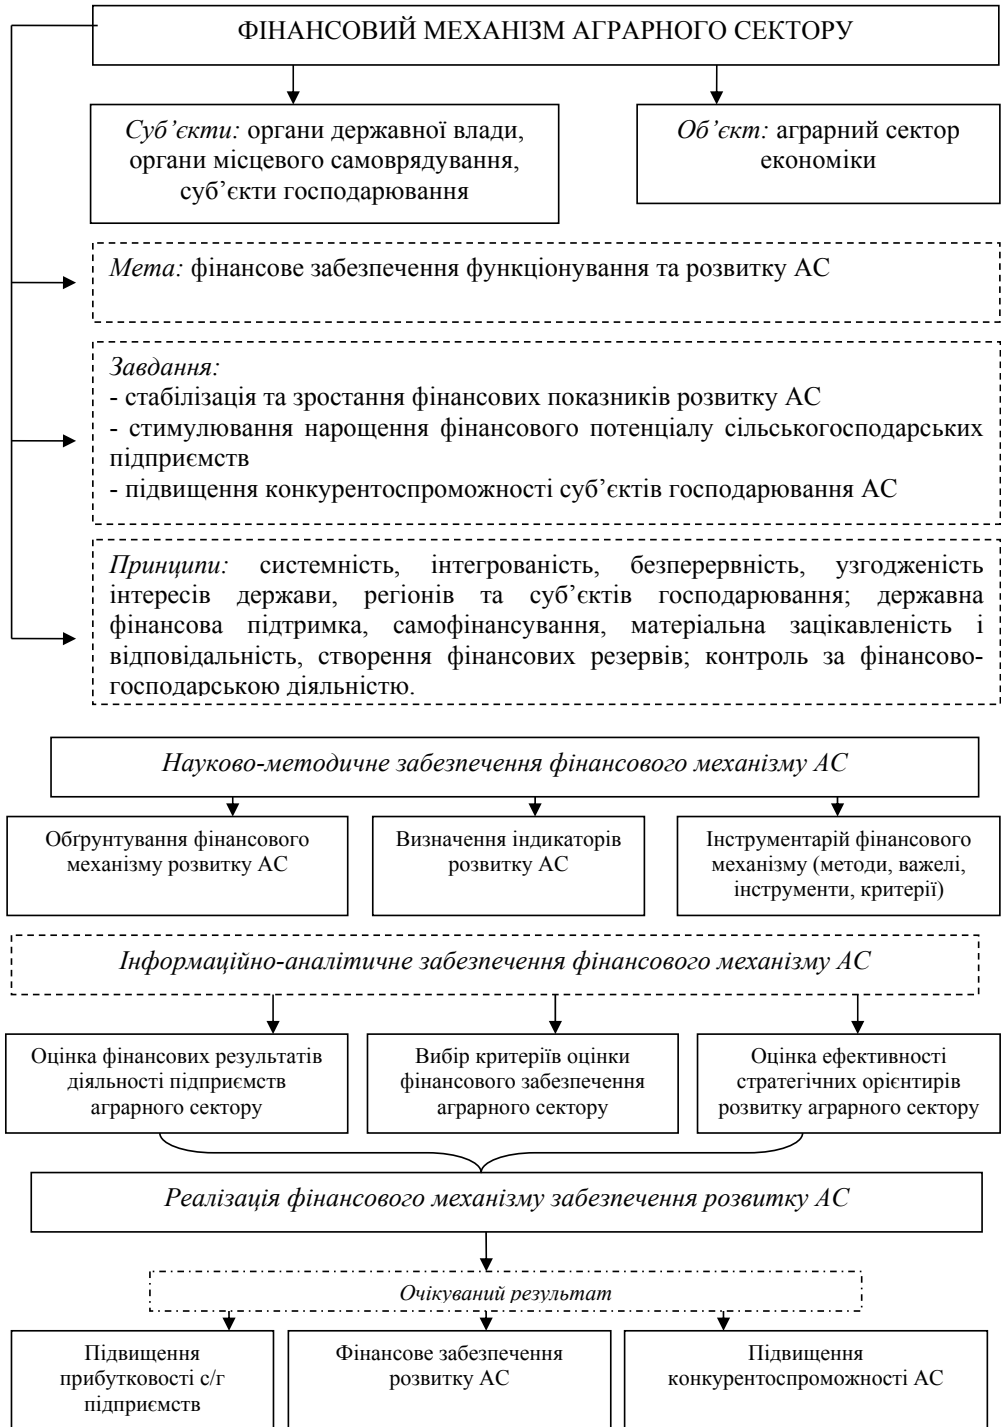 ФІНАНСОВИЙ МЕХАНІЗМ АГРАРНОГО СЕКТОРУ
Суб’єкти: органи державної влади,
органи місцевого самоврядування,
суб’єкти господарювання
Об’єкт: аграрний сектор
економіки
Мета: фінансове забезпечення функціонування та розвитку АС
Завдання:
- стабілізація та зростання фінансових показників розвитку АС
- стимулювання нарощення фінансового потенціалу сільськогосподарських
підприємств
- підвищення конкурентоспроможності суб’єктів господарювання АС
Принципи: системність, інтегрованість, безперервність, узгодженість
інтересів держави, регіонів та суб’єктів господарювання; державна
фінансова підтримка, самофінансування, матеріальна зацікавленість і
відповідальність, створення фінансових резервів; контроль за фінансово-
господарською діяльністю.
Науково-методичне забезпечення фінансового механізму АС
Обґрунтування фінансового
механізму розвитку АС
Визначення індикаторів
розвитку АС
Інструментарій фінансового
механізму (методи, важелі,
інструменти, критерії)
Інформаційно-аналітичне забезпечення фінансового механізму АС
Оцінка фінансових результатів
діяльності підприємств
аграрного сектору
Вибір критеріїв оцінки
фінансового забезпечення
аграрного сектору
Оцінка ефективності
стратегічних орієнтирів
розвитку аграрного сектору
Реалізація фінансового механізму забезпечення розвитку АС
Очікуваний результат
Підвищення
прибутковості с/г
підприємств
Фінансове забезпечення
розвитку АС
Підвищення
конкурентоспроможності АС